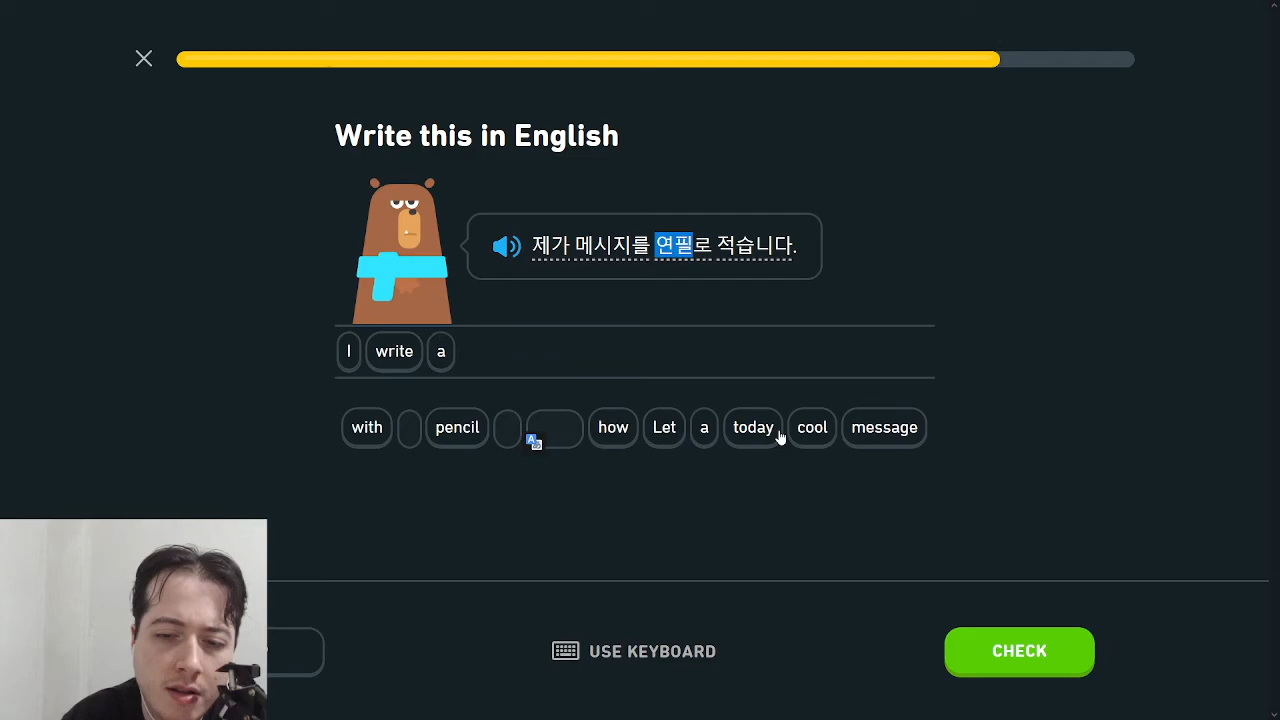 Write this in English
제가 메시지를 연필로 적습니다.
I write a
with pencil how Let a today cool message
USE KEYBOARD CHECK